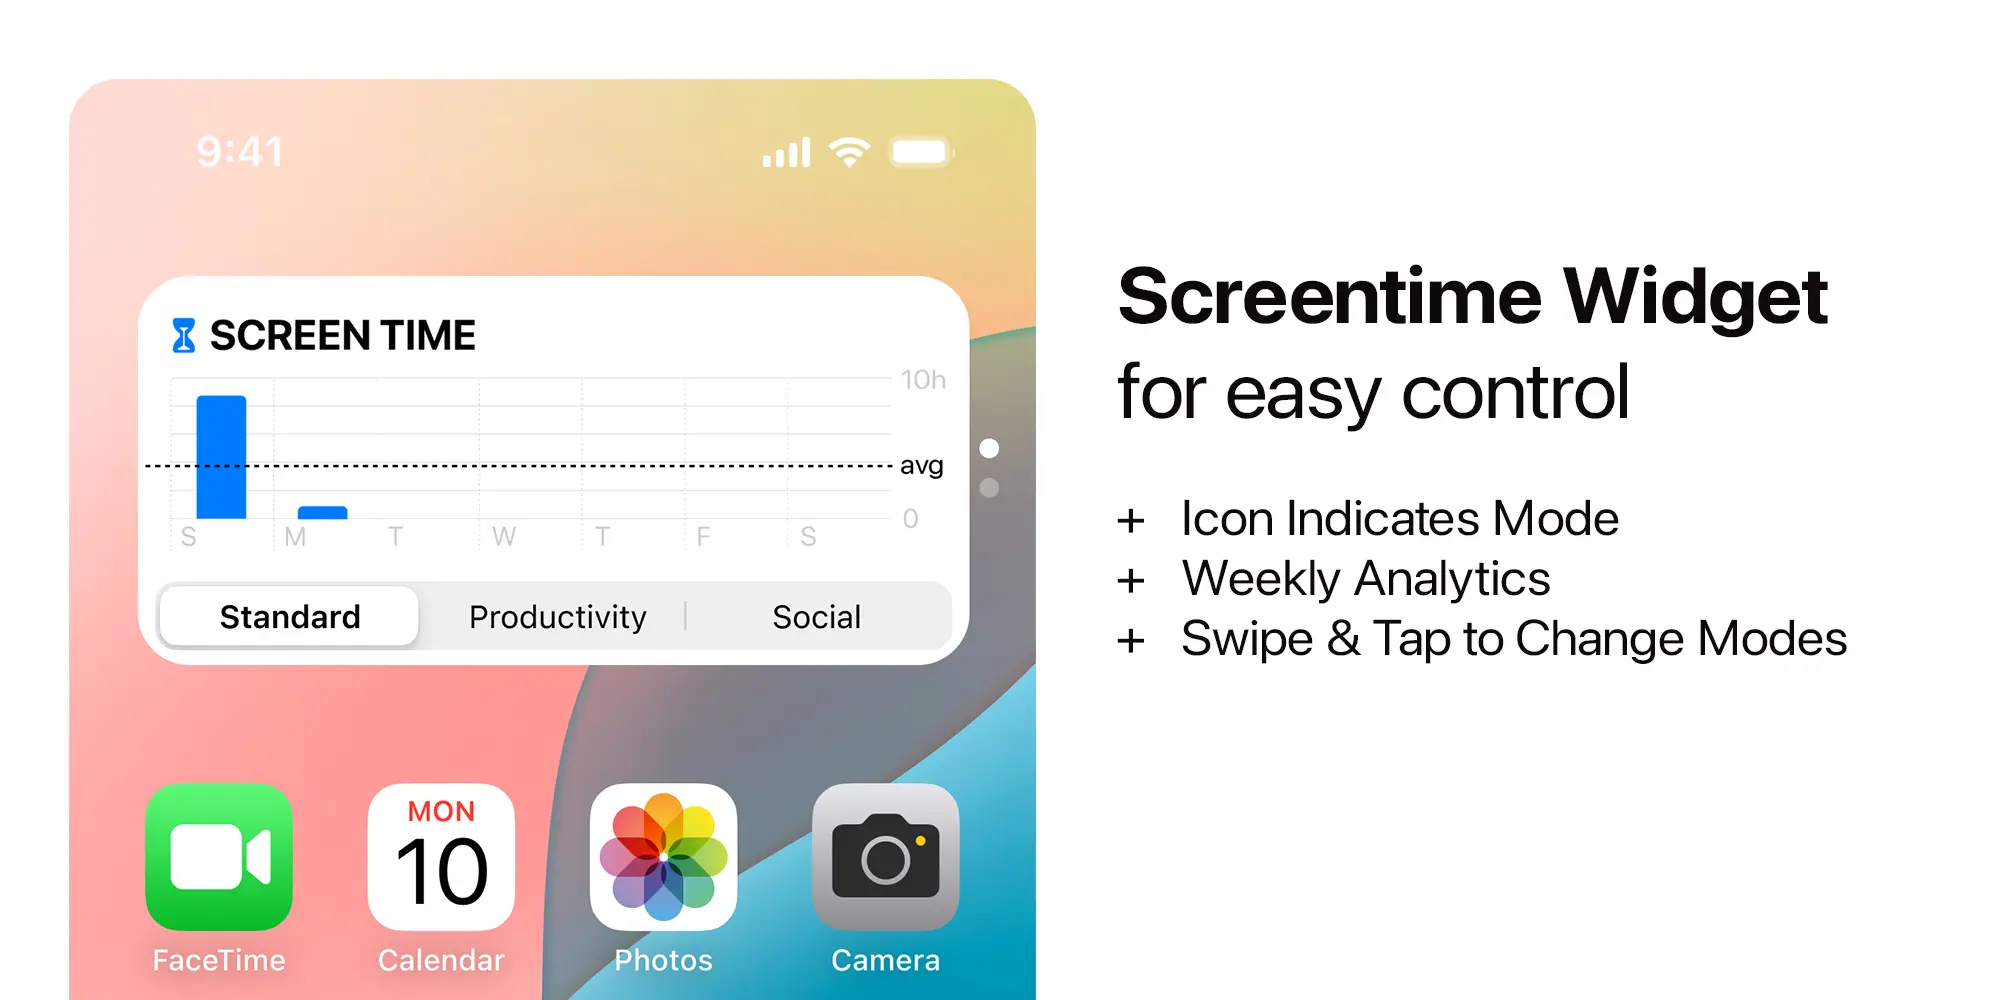 9:41
SCREEN TIME
10h
avg
0
S M T W T F S
Standard Productivity Social
MON
10
FaceTime Calendar Photos Camera
Screentime Widget
for easy control
+ Icon Indicates Mode
+ Weekly Analytics
+ Swipe & Tap to Change Modes